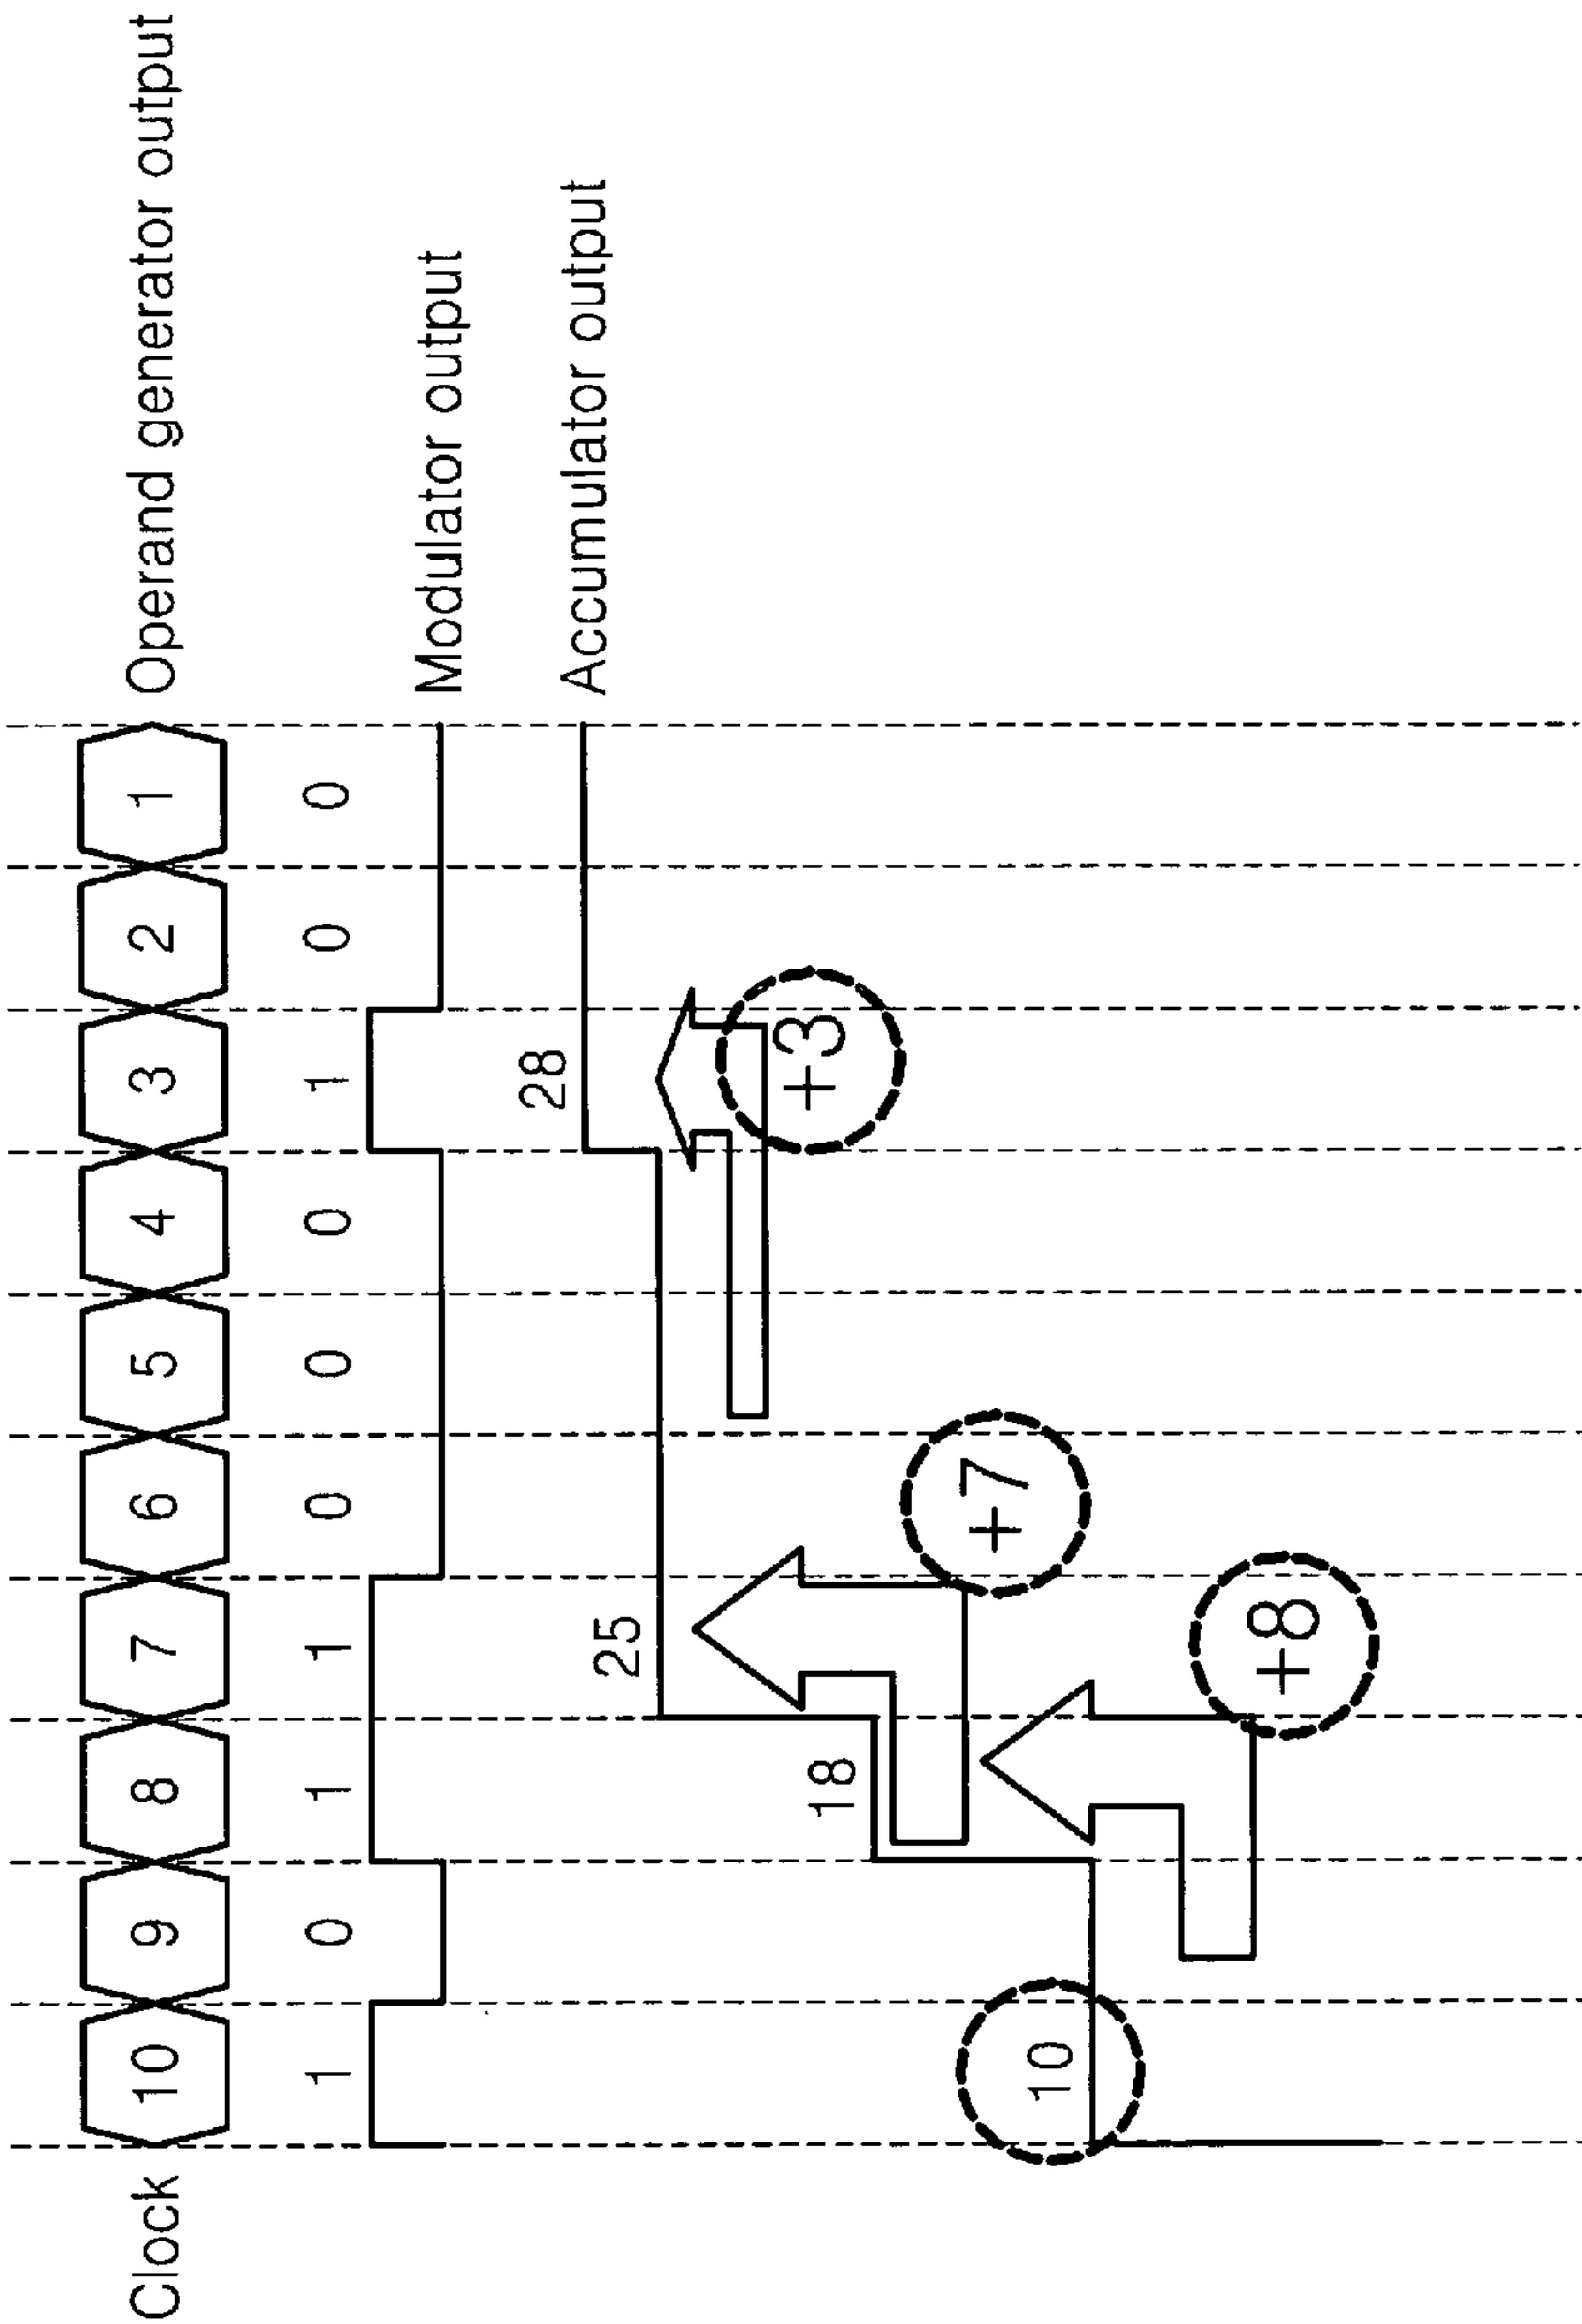 Clock 10 9 8 7 6 5 4 3 2 1 Operand generator output
1 0 1 1 0 0 0 1 0 0
Modulator output
28
Accumulator output
25
+3
18
+7
10
+8